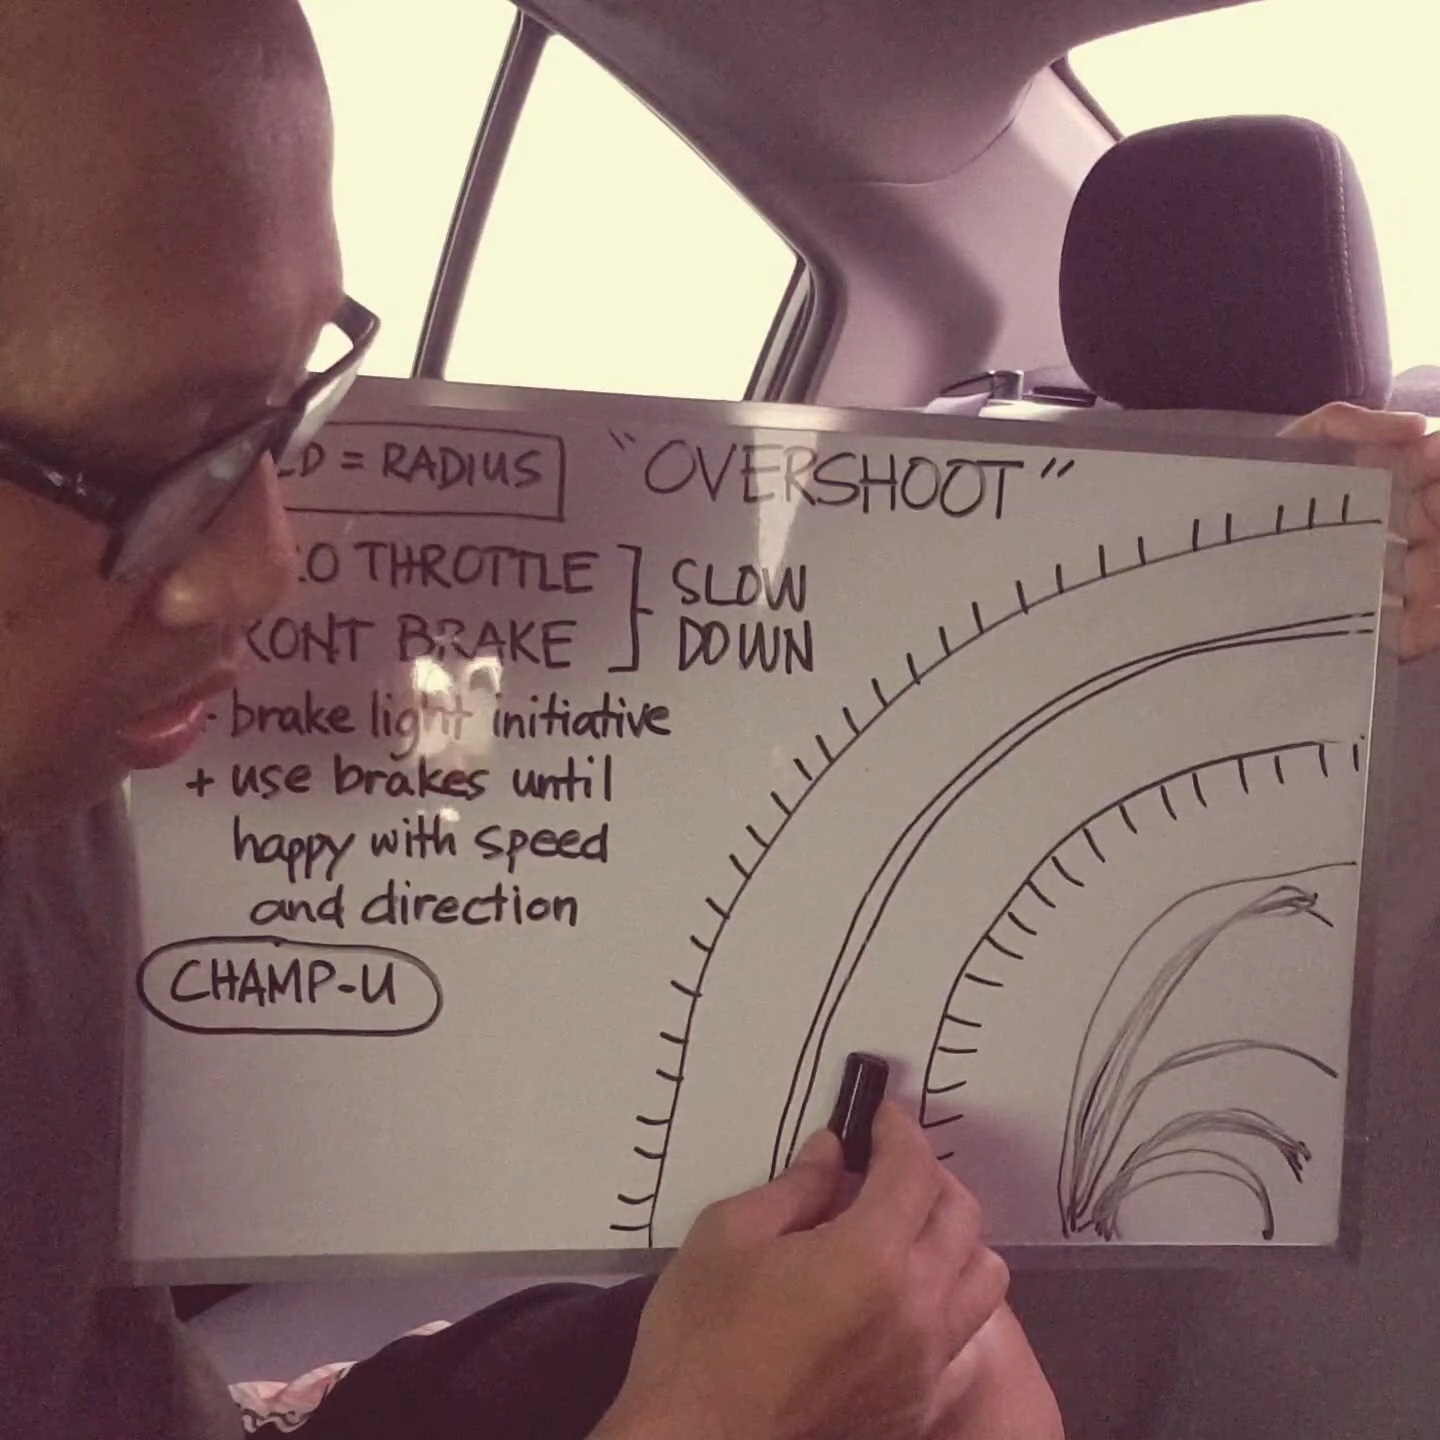 = RADIUS
"OVERSHOOT"
THROTTLE
BRAKE
SLOW
DOWN
- brake light initiative
+ use brakes until
happy with speed
and direction
CHAMP-U